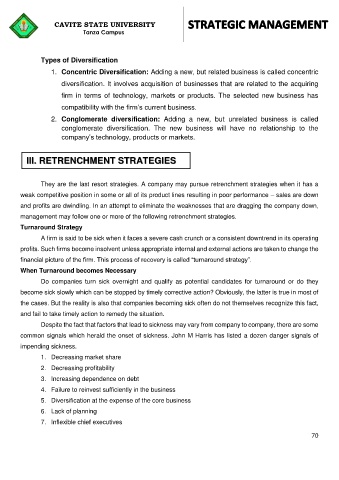 CAVITE STATE UNIVERSITY
Tanza Campus
STRATEGIC MANAGEMENT
Types of Diversification
1. Concentric Diversification: Adding a new, but related business is called concentric
diversification. It involves acquisition of businesses that are related to the acquiring
firm in terms of technology, markets or products. The selected new business has
compatibility with the firm's current business.
2. Conglomerate diversification: Adding a new, but unrelated business is called
conglomerate diversification. The new business will have no relationship to the
company's technology, products or markets.
III. RETRENCHMENT STRATEGIES
They are the last resort strategies. A company may pursue retrenchment strategies when it has a
weak competitive position in some or all of its product lines resulting in poor performance – sales are down
and profits are dwindling. In an attempt to eliminate the weaknesses that are dragging the company down,
management may follow one or more of the following retrenchment strategies.
Turnaround Strategy
A firm is said to be sick when it faces a severe cash crunch or a consistent downtrend in its operating
profits. Such firms become insolvent unless appropriate internal and external actions are taken to change the
financial picture of the firm. This process of recovery is called "turnaround strategy".
When Turnaround becomes Necessary
Do companies turn sick overnight and qualify as potential candidates for turnaround or do they
become sick slowly which can be stopped by timely corrective action? Obviously, the latter is true in most of
the cases. But the reality is also that companies becoming sick often do not themselves recognize this fact,
and fail to take timely action to remedy the situation.
Despite the fact that factors that lead to sickness may vary from company to company, there are some
common signals which herald the onset of sickness. John M Harris has listed a dozen danger signals of
impending sickness.
1. Decreasing market share
2. Decreasing profitability
3. Increasing dependence on debt
4. Failure to reinvest sufficiently in the business
5. Diversification at the expense of the core business
6. Lack of planning
7. Inflexible chief executives
70